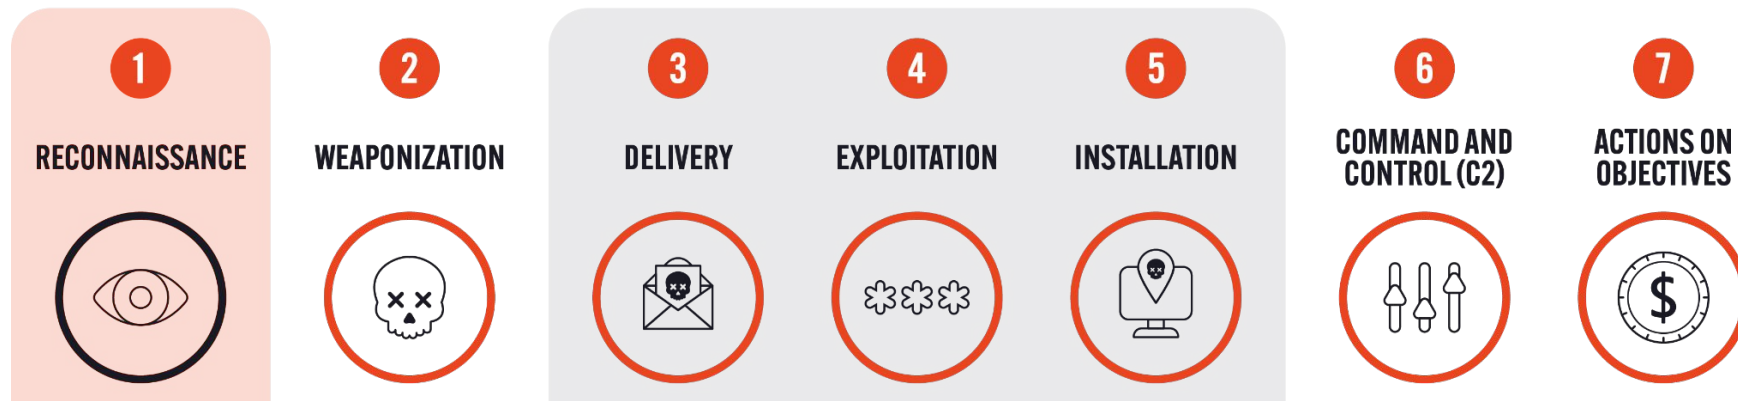 1
RECONNAISSANCE
2
WEAPONIZATION
3
DELIVERY
4
EXPLOITATION
5
INSTALLATION
6
COMMAND AND
CONTROL (C2)
7
ACTIONS ON
OBJECTIVES
$